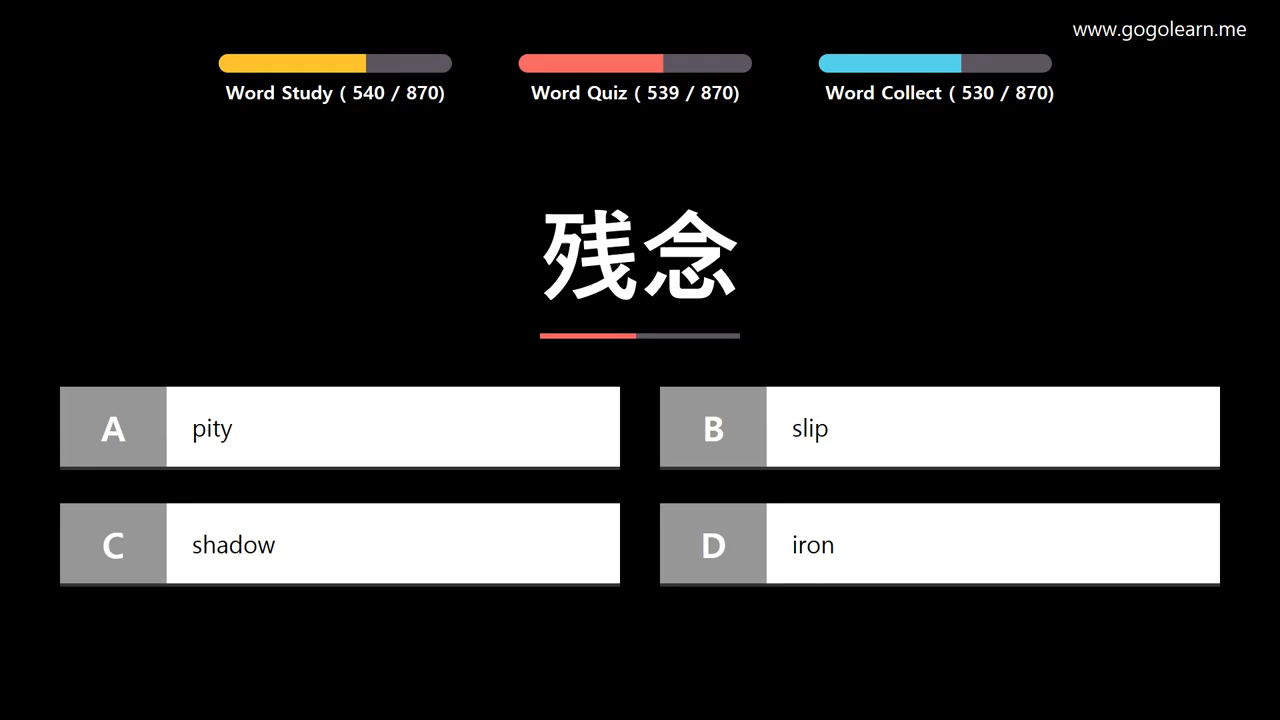 www.gogolearn.me
Word Study ( 540 / 870)
Word Quiz ( 539 / 870)
Word Collect ( 530 / 870)
残念
A pity
B slip
C shadow
D iron